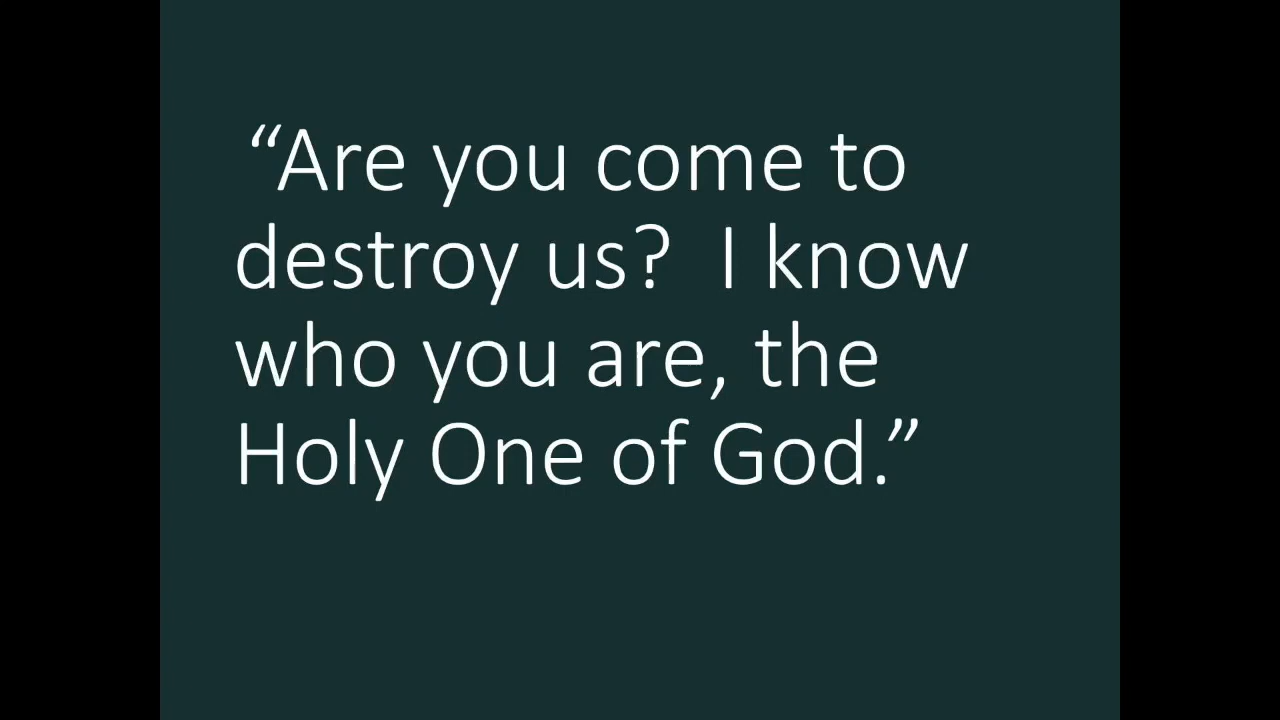 “Are you come to
destroy us?  I know
who you are, the
Holy One of God.”